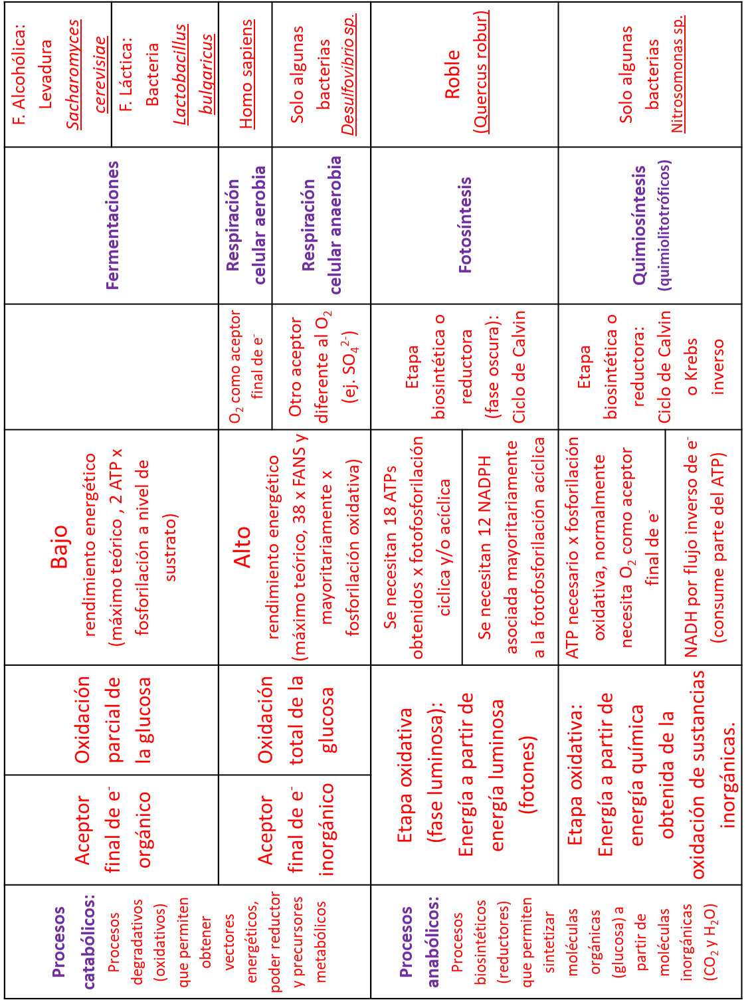 Procesos
catabólicos:
Procesos
degradativos
(oxidativos)
que permiten
obtener
vectores
energéticos,
poder reductor
y precursores
metabólicos
Aceptor
final de e-
orgánico
Oxidación
parcial de
la glucosa
Bajo
rendimiento energético
(máximo teórico , 2 ATP x
fosforilación a nivel de
sustrato)
Fermentaciones
F. Alcohólica:
Levadura
Sacharomyces
cerevisiae
F. Láctica:
Bacteria
Lactobacillus
bulgaricus
Aceptor
final de e-
inorgánico
Oxidación
total de la
glucosa
Alto
rendimiento energético
(máximo teórico, 38 x FANS y
mayoritariamente x
fosforilación oxidativa)
O2 como aceptor
final de e-
Respiración
celular aerobia
Homo sapiens
Otro aceptor
diferente al O2
(ej. SO4 2-)
Respiración
celular anaerobia
Solo algunas
bacterias
Desulfovibrio sp.
Procesos
anabólicos:
Procesos
biosintéticos
(reductores)
que permiten
sintetizar
moléculas
orgánicas
(glucosa) a
partir de
moléculas
inorgánicas
(CO2 y H2O)
Etapa oxidativa
(fase luminosa):
Energía a partir de
energía luminosa
(fotones)
Se necesitan 18 ATPs
obtenidos x fotofosforilación
ciclica y/o acíclica
Se necesitan 12 NADPH
asociada mayoritariamente
a la fotofosforilación acíclica
Etapa
biosintética o
reductora
(fase oscura):
Ciclo de Calvin
Fotosíntesis
Roble
(Quercus robur)
Etapa oxidativa:
Energía a partir de
energía química
obtenida de la
oxidación de sustancias
inorgánicas.
ATP necesario x fosforilación
oxidativa, normalmente
necesita O2 como aceptor
final de e-
NADH por flujo inverso de e-
(consume parte del ATP)
Etapa
biosintética o
reductora:
Ciclo de Calvin
o Krebs
inverso
Quimiosíntesis
(quimiolitotróficos)
Solo algunas
bacterias
Nitrosomonas sp.